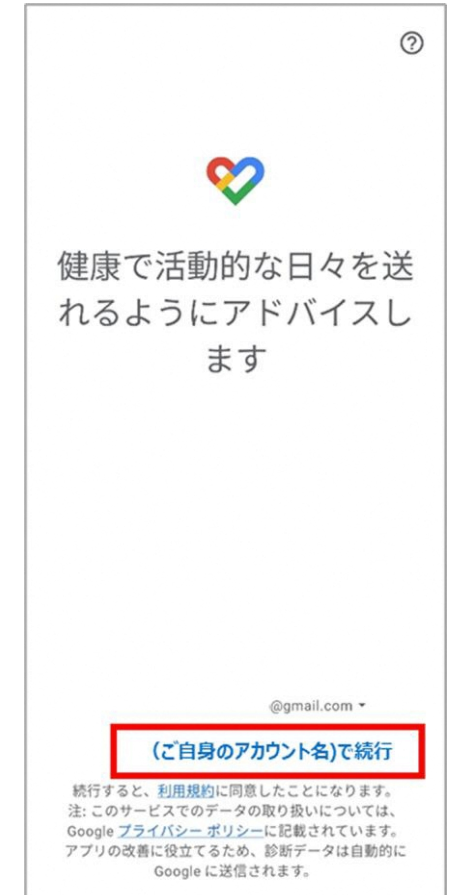 健康で活動的な日々を送
れるようにアドバイスし
ます
@gmail.com
(ご自身のアカウント名)で続行
続行すると、利用規約に同意したことになります。
注: このサービスでのデータの取り扱いについては、
Google プライバシー ポリシーに記載されています。
アプリの改善に役立てるため、診断データは自動的に
Google に送信されます。